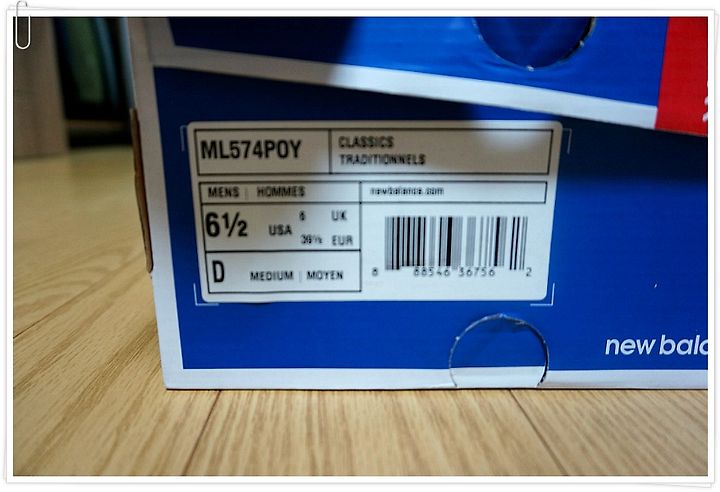 ML574POY
CLASSICS
TRADITIONNELS
MENS | HOMMES
newbalance.com
6½ USA 6 UK
39½ EUR
D MEDIUM | MOYEN
8 88546 36756 2
new bala